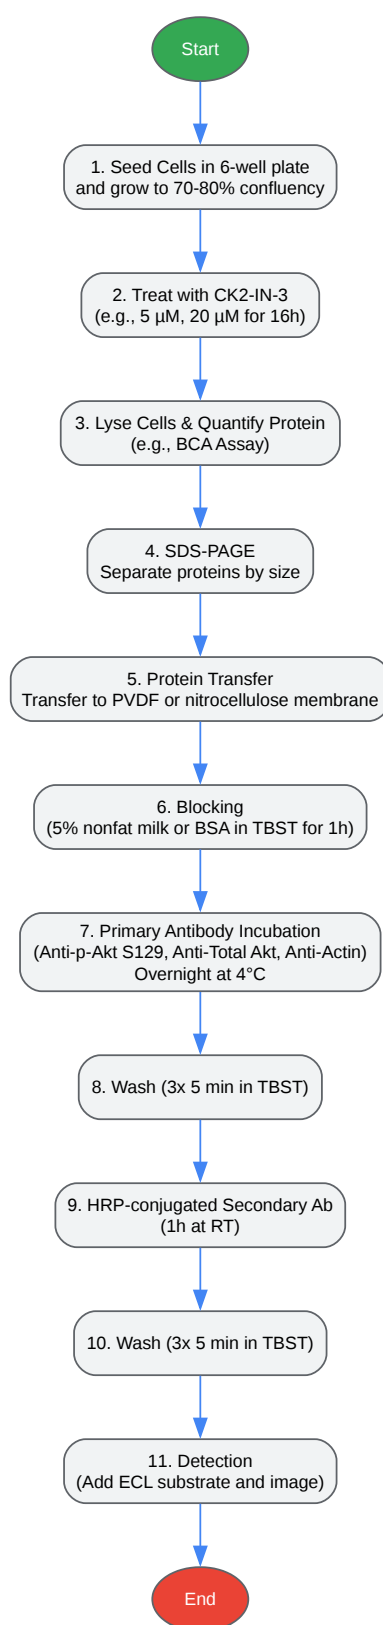 Start
1. Seed Cells in 6-well plate
and grow to 70-80% confluency
2. Treat with CK2-IN-3
(e.g., 5 µM, 20 µM for 16h)
3. Lyse Cells & Quantify Protein
(e.g., BCA Assay)
4. SDS-PAGE
Separate proteins by size
5. Protein Transfer
Transfer to PVDF or nitrocellulose membrane
6. Blocking
(5% nonfat milk or BSA in TBST for 1h)
7. Primary Antibody Incubation
(Anti-p-Akt S129, Anti-Total Akt, Anti-Actin)
Overnight at 4°C
8. Wash (3x 5 min in TBST)
9. HRP-conjugated Secondary Ab
(1h at RT)
10. Wash (3x 5 min in TBST)
11. Detection
(Add ECL substrate and image)
End